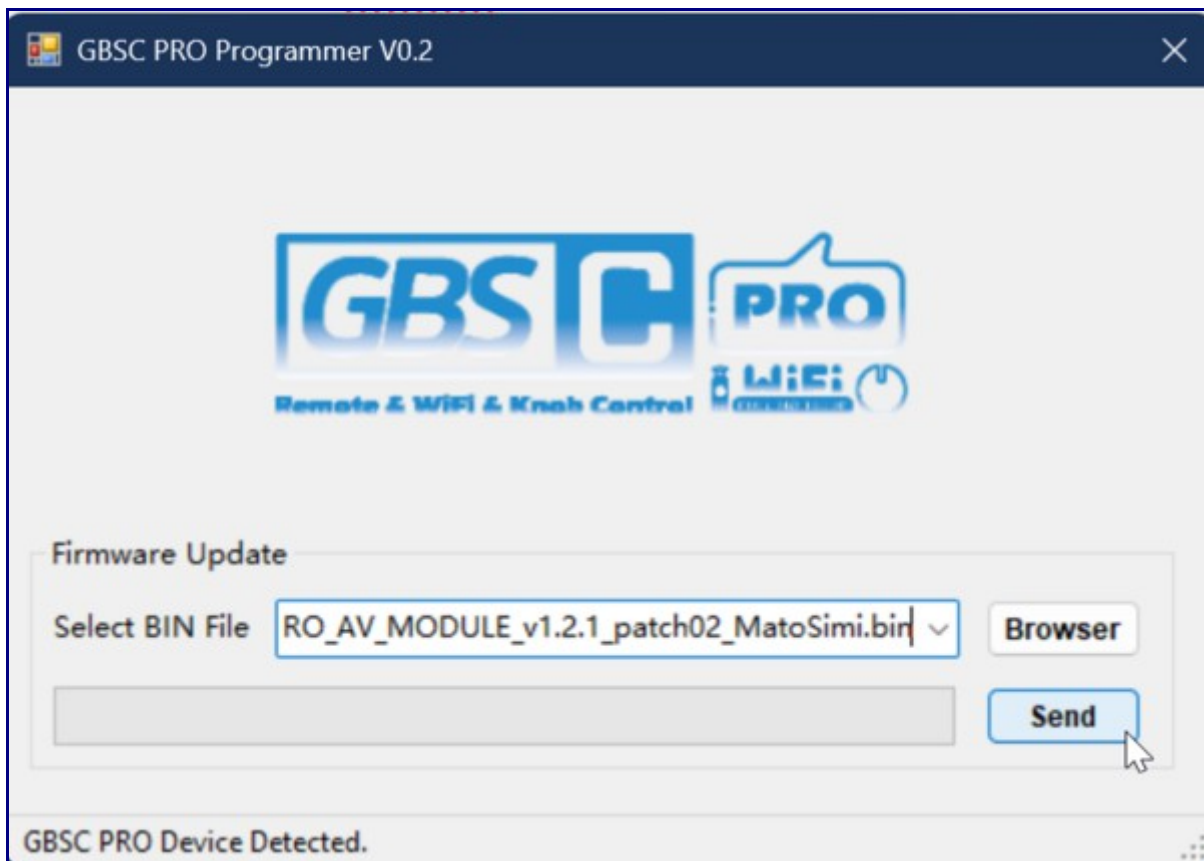 GBSC PRO Programmer V0.2
GBS C PRO
Remote & WiFi & Knob Control
WiFi
Firmware Update
Select BIN File RO_AV_MODULE_v1.2.1_patch02_MatoSimi.bin Browser
Send
GBSC PRO Device Detected.